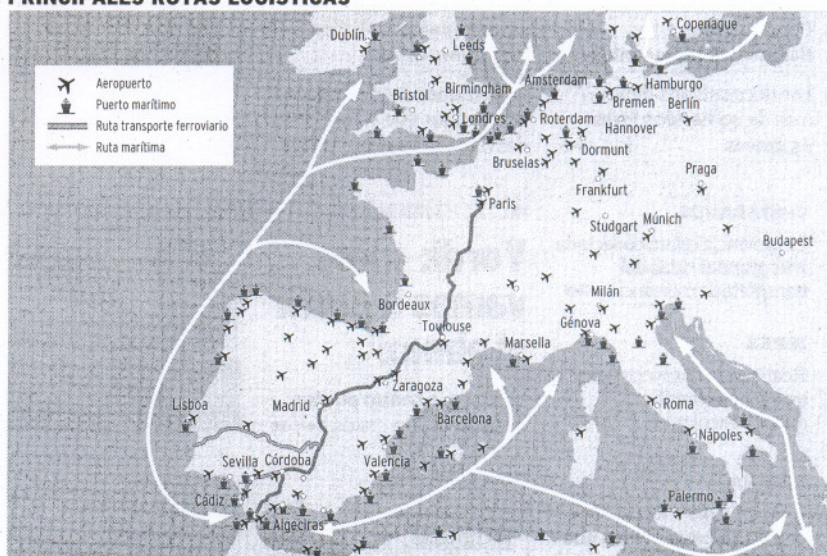 PRINCIPALES RUTAS LOGÍSTICAS
Aeropuerto
Puerto marítimo
Ruta transporte ferroviario
Ruta marítima
Dublín
Leeds
Copenague
Birmingham
Amsterdam
Hamburgo
Bristol
Bremen
Berlín
Londres
Roterdam
Hannover
Bruselas
Dormunt
Praga
Frankfurt
Paris
Studgart
Múnich
Budapest
Bordeaux
Milán
Toulouse
Génova
Marsella
Zaragoza
Lisboa
Madrid
Barcelona
Roma
Nápoles
Sevilla
Córdoba
Valencia
Cádiz
Palermo
Algeciras